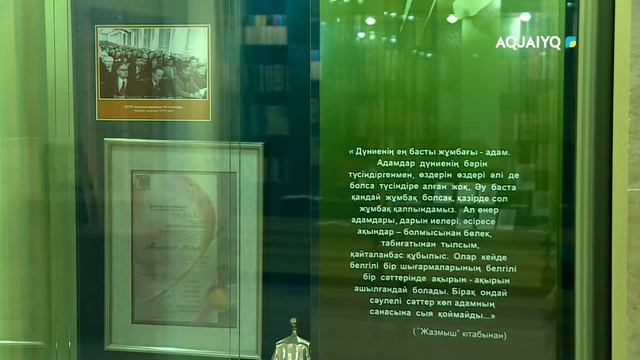 AQJAIYQ
« Дүниенің ең басты жұмбағы - адам.
Адамдар дүниенің бәрін
түсіндіргенмен, өздерін өздері әлі де
болса түсіндіре алған жоқ. Әу баста
қандай жұмбақ болсақ, қазірде сол
жұмбақ қалпындамыз. Ал өнер
адамдары, дарын иелері, әсіресе
ақындар – болмысынан бөлек,
табиғатынан тылсым,
қайталанбас құбылыс. Олар кейде
белгілі бір шығармаларының белгілі
бір сәттерінде ақырын - ақырын
ашылғандай болады. Бірақ ондай
сәулелі сәттер көп адамның
санасына сыя қоймайды...»
("Жазмыш" кітабынан)